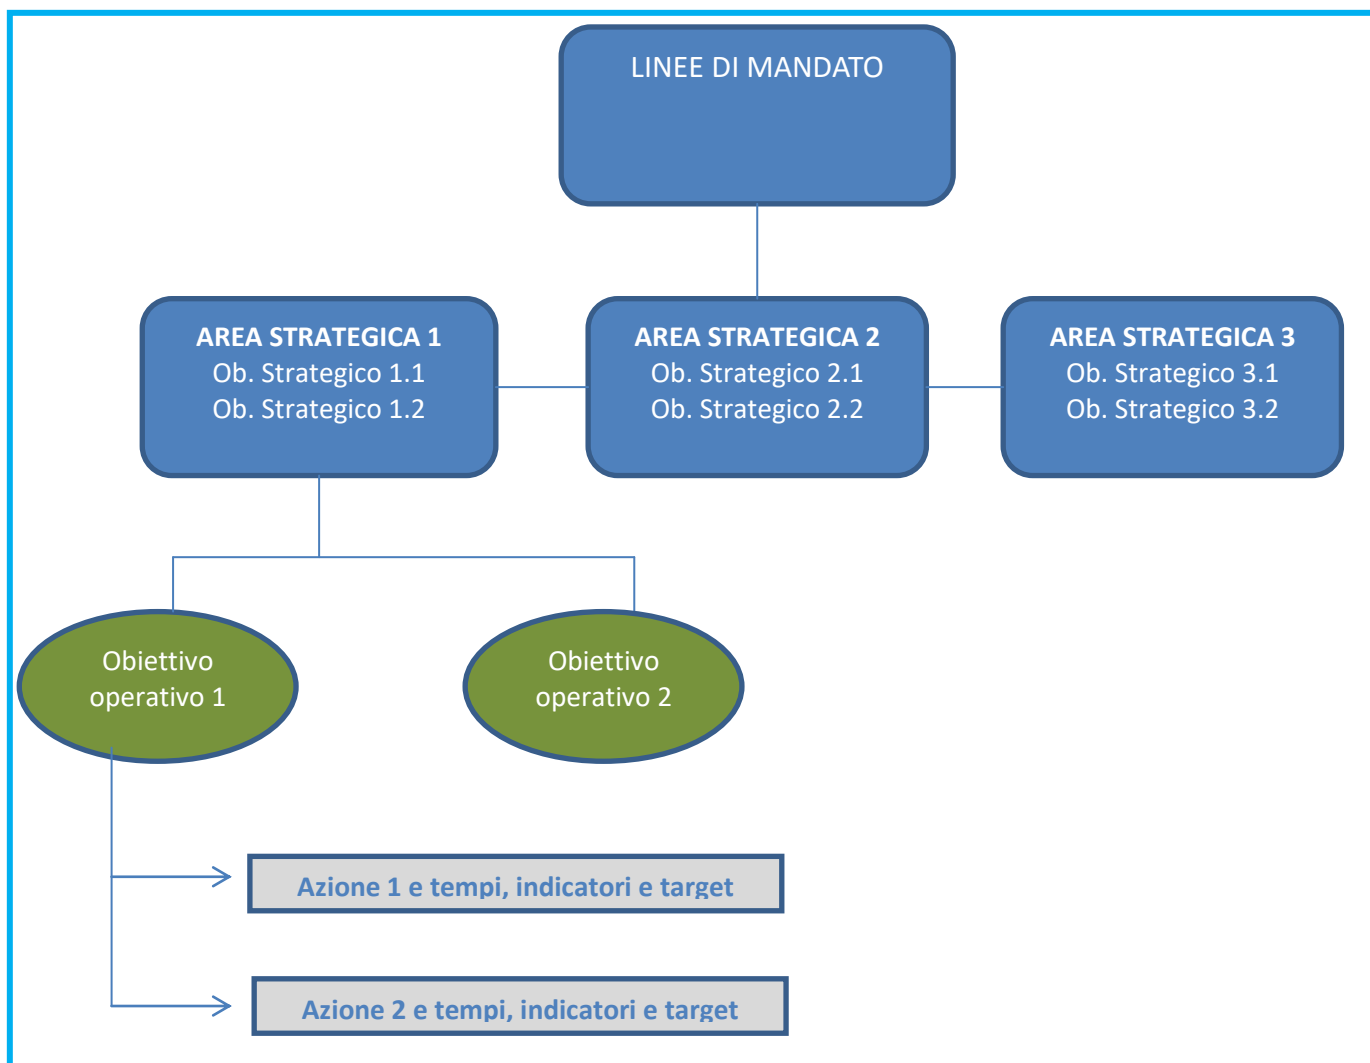 LINEE DI MANDATO
AREA STRATEGICA 1
Ob. Strategico 1.1
Ob. Strategico 1.2
AREA STRATEGICA 2
Ob. Strategico 2.1
Ob. Strategico 2.2
AREA STRATEGICA 3
Ob. Strategico 3.1
Ob. Strategico 3.2
Obiettivo
operativo 1
Obiettivo
operativo 2
Azione 1 e tempi, indicatori e target
Azione 2 e tempi, indicatori e target